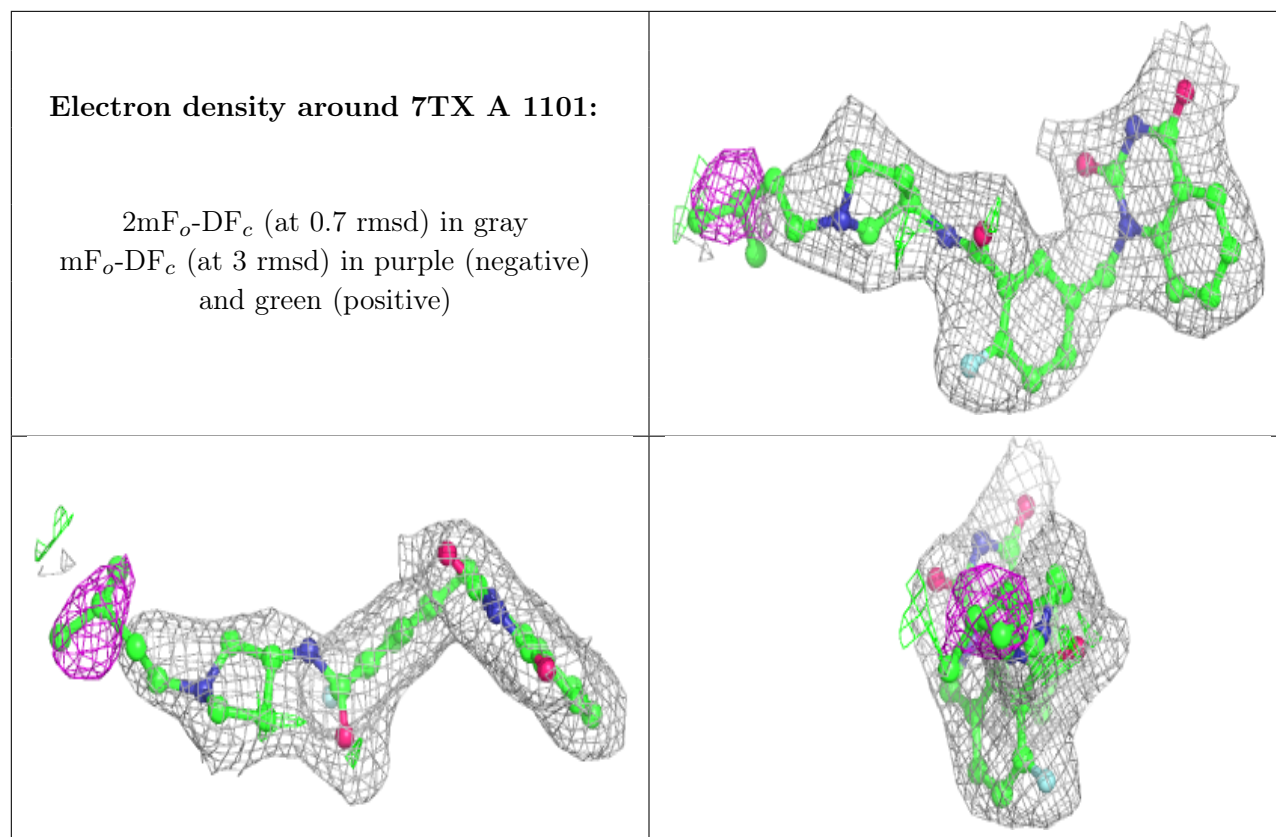 Electron density around 7TX A 1101:
2mFₒ-DF𝒸 (at 0.7 rmsd) in gray
mFₒ-DF𝒸 (at 3 rmsd) in purple (negative)
and green (positive)